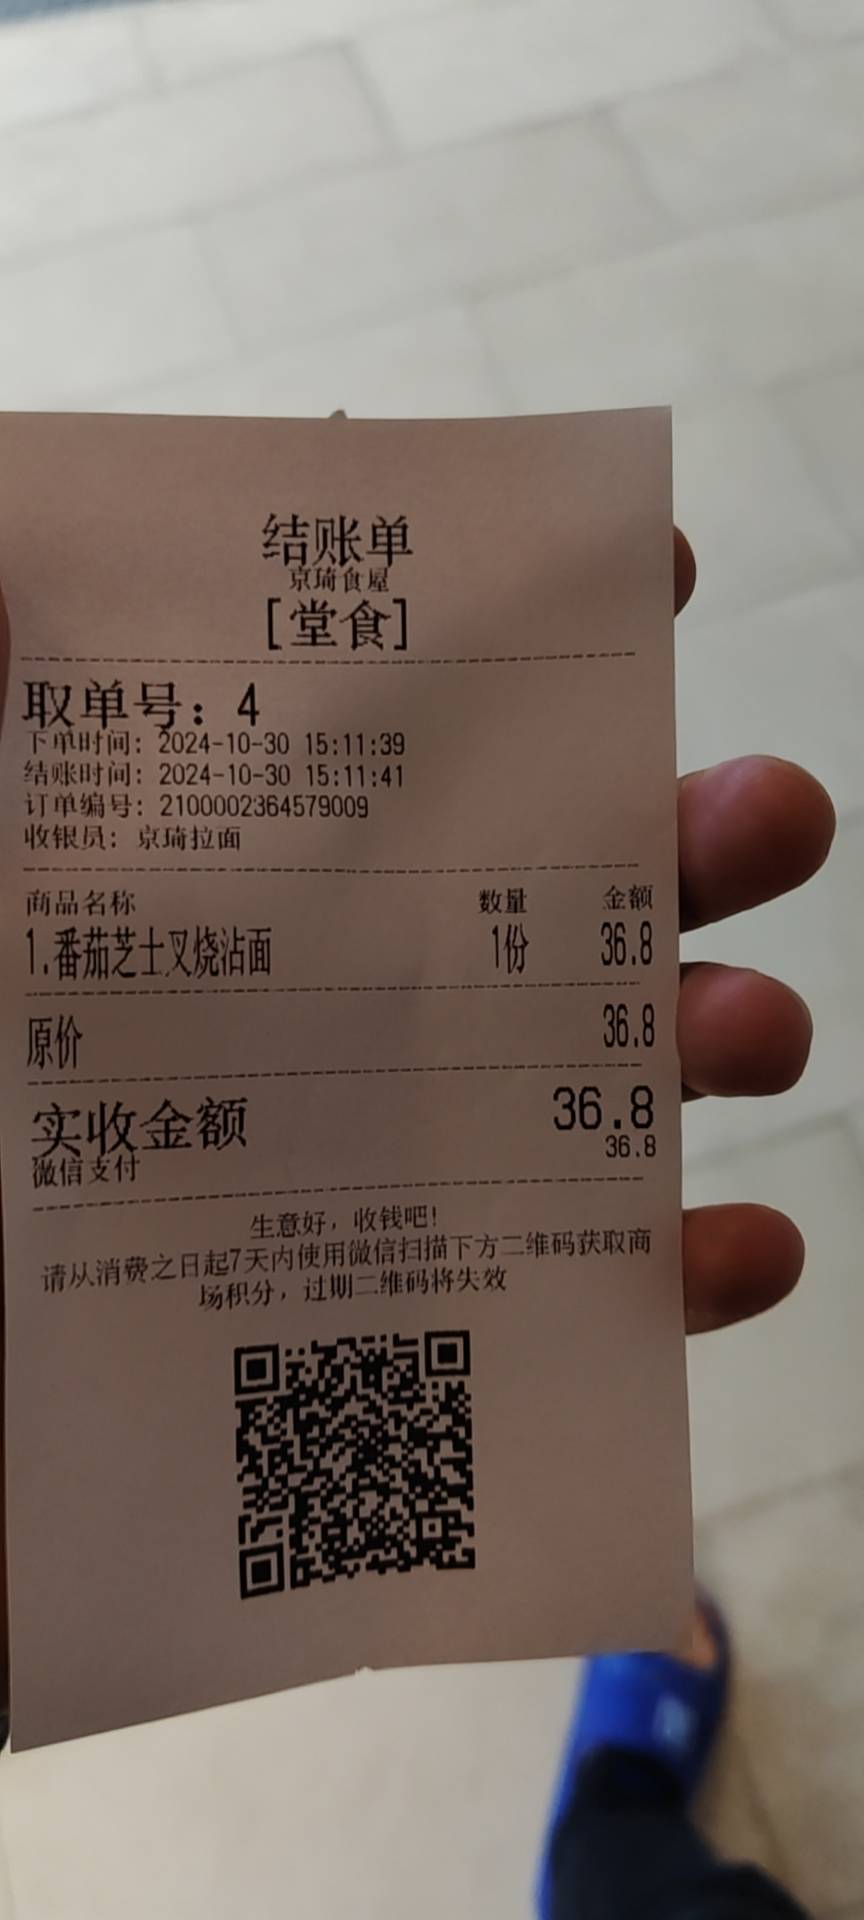 结账单
京琦食屋
[堂食]
取单号：4
下单时间：2024-10-30 15:11:39
结账时间：2024-10-30 15:11:41
订单编号：2100002364579009
收银员：京琦拉面
商品名称 数量 金额
1.番茄芝士叉烧沾面 1份 36.8
原价 36.8
实收金额 36.8
微信支付 36.8
生意好，收钱吧！
请从消费之日起7天内使用微信扫描下方二维码获取商
场积分，过期二维码将失效